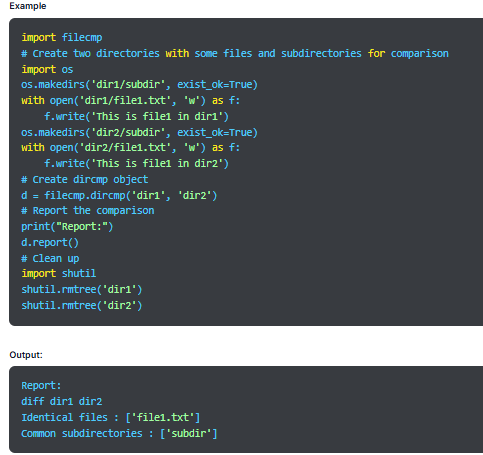 Example
import filecmp
# Create two directories with some files and subdirectories for comparison
import os
os.makedirs('dir1/subdir', exist_ok=True)
with open('dir1/file1.txt', 'w') as f:
    f.write('This is file1 in dir1')
os.makedirs('dir2/subdir', exist_ok=True)
with open('dir2/file1.txt', 'w') as f:
    f.write('This is file1 in dir2')
# Create dircmp object
d = filecmp.dircmp('dir1', 'dir2')
# Report the comparison
print("Report:")
d.report()
# Clean up
import shutil
shutil.rmtree('dir1')
shutil.rmtree('dir2')
Output:
Report:
diff dir1 dir2
Identical files : ['file1.txt']
Common subdirectories : ['subdir']